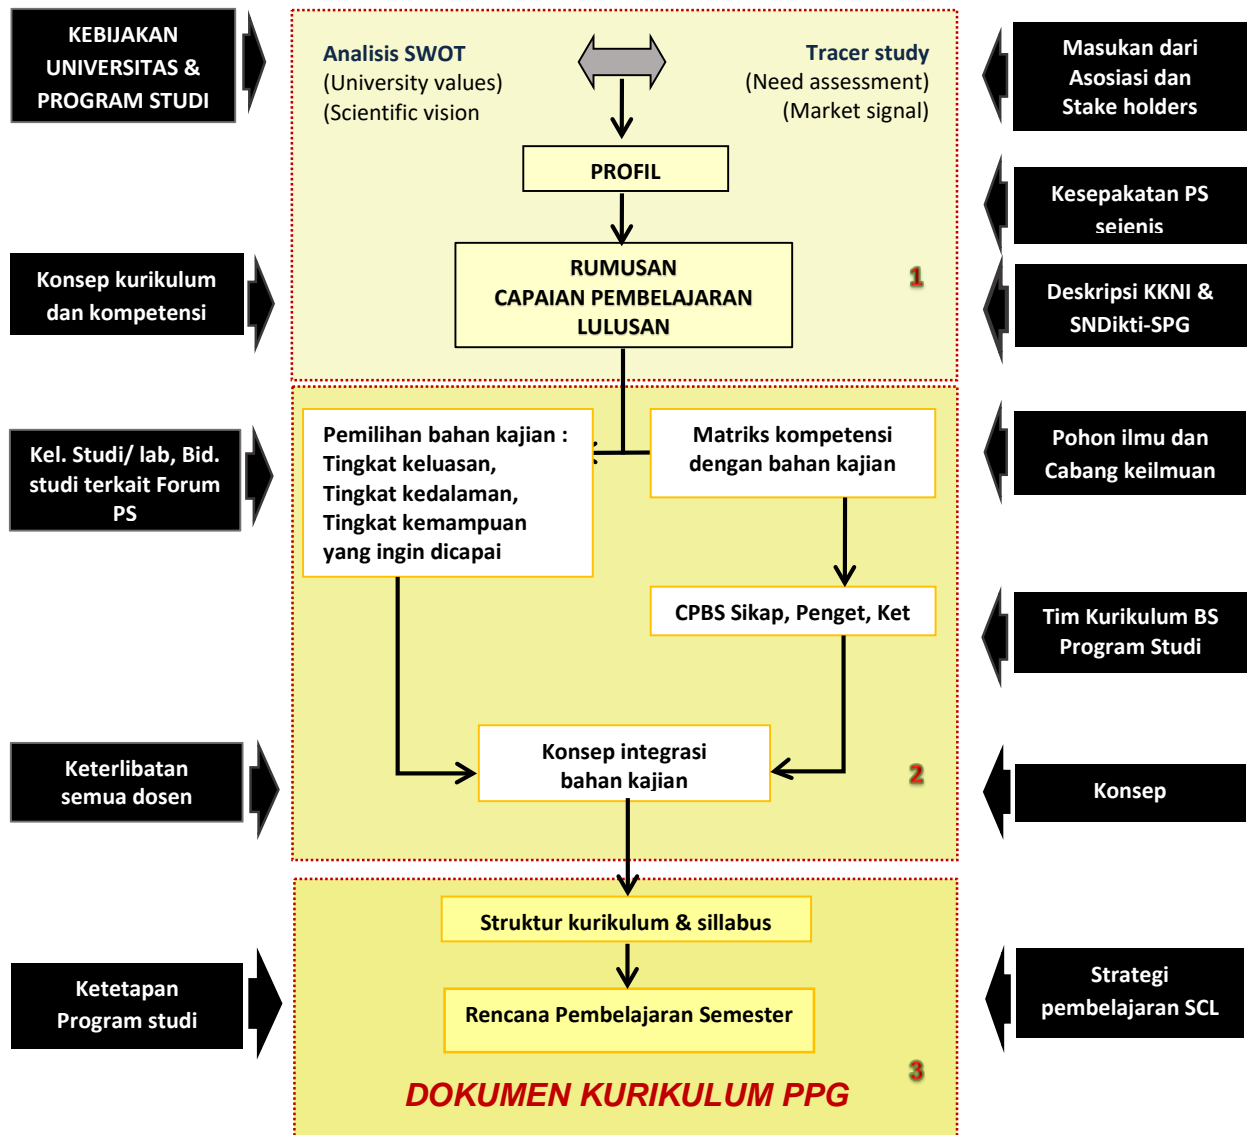 KEBIJAKAN
UNIVERSITAS &
PROGRAM STUDI
Analisis SWOT
(University values)
(Scientific vision
Tracer study
(Need assessment)
(Market signal)
Masukan dari
Asosiasi dan
Stake holders
PROFIL
Kesepakatan PS
sejenis
Konsep kurikulum
dan kompetensi
RUMUSAN
CAPAIAN PEMBELAJARAN
LULUSAN
1
Deskripsi KKNI &
SNDikti-SPG
Kel. Studi/ lab, Bid.
studi terkait Forum
PS
Pemilihan bahan kajian :
Tingkat keluasan,
Tingkat kedalaman,
Tingkat kemampuan
yang ingin dicapai
Matriks kompetensi
dengan bahan kajian
Pohon ilmu dan
Cabang keilmuan
CPBS Sikap, Penget, Ket
Tim Kurikulum BS
Program Studi
Keterlibatan
semua dosen
Konsep integrasi
bahan kajian
2
Konsep
Struktur kurikulum & sillabus
Ketetapan
Program studi
Rencana Pembelajaran Semester
Strategi
pembelajaran SCL
3
DOKUMEN KURIKULUM PPG